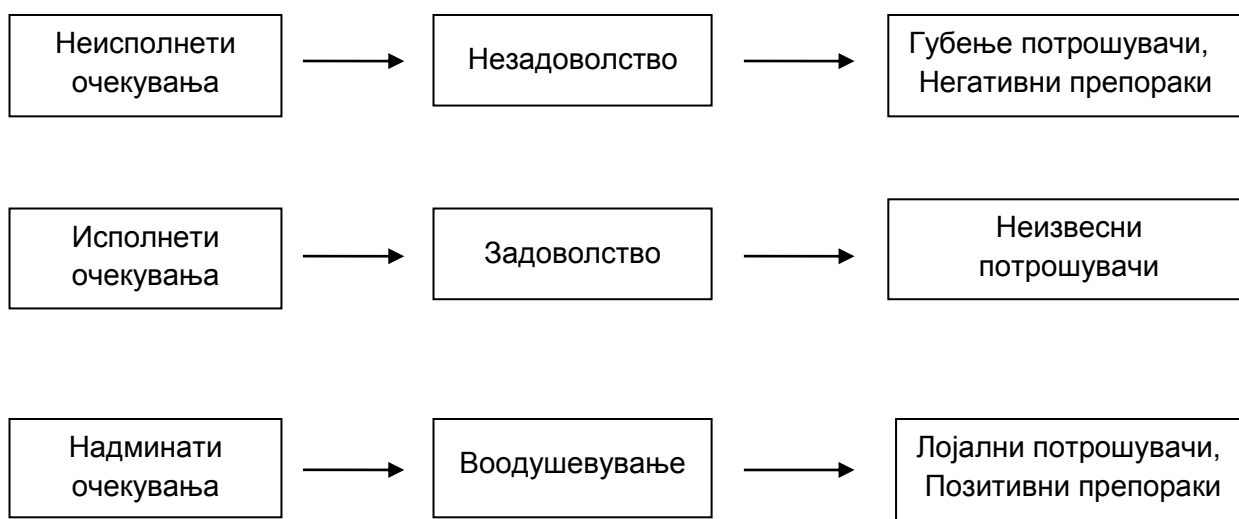 Неисполнети
очекувања
Незадоволство
Губење потрошувачи,
Негативни препораки
Исполнети
очекувања
Задоволство
Неизвесни
потрошувачи
Надминати
очекувања
Воодушевување
Лојални потрошувачи,
Позитивни препораки